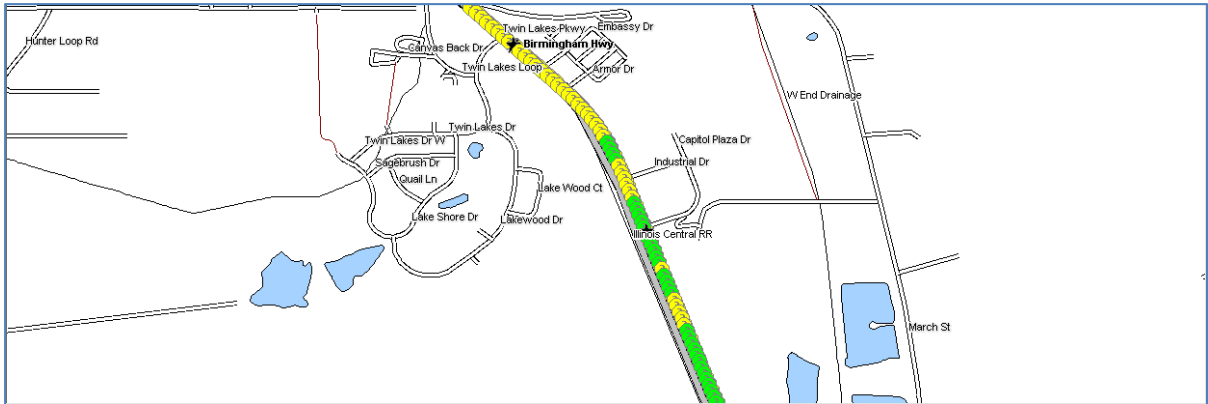 Twin Lakes Pkwy
Embassy Dr
Hunter Loop Rd
Birmingham Hwy
Canvas Back Dr
Twin Lakes Loop
Armor Dr
W End Drainage
Twin Lakes Dr
Twin Lakes Dr W
Capitol Plaza Dr
Sagebrush Dr
Industrial Dr
Quail Ln
Lake Wood Ct
Lake Shore Dr
Lakewood Dr
Illinois Central RR
March St